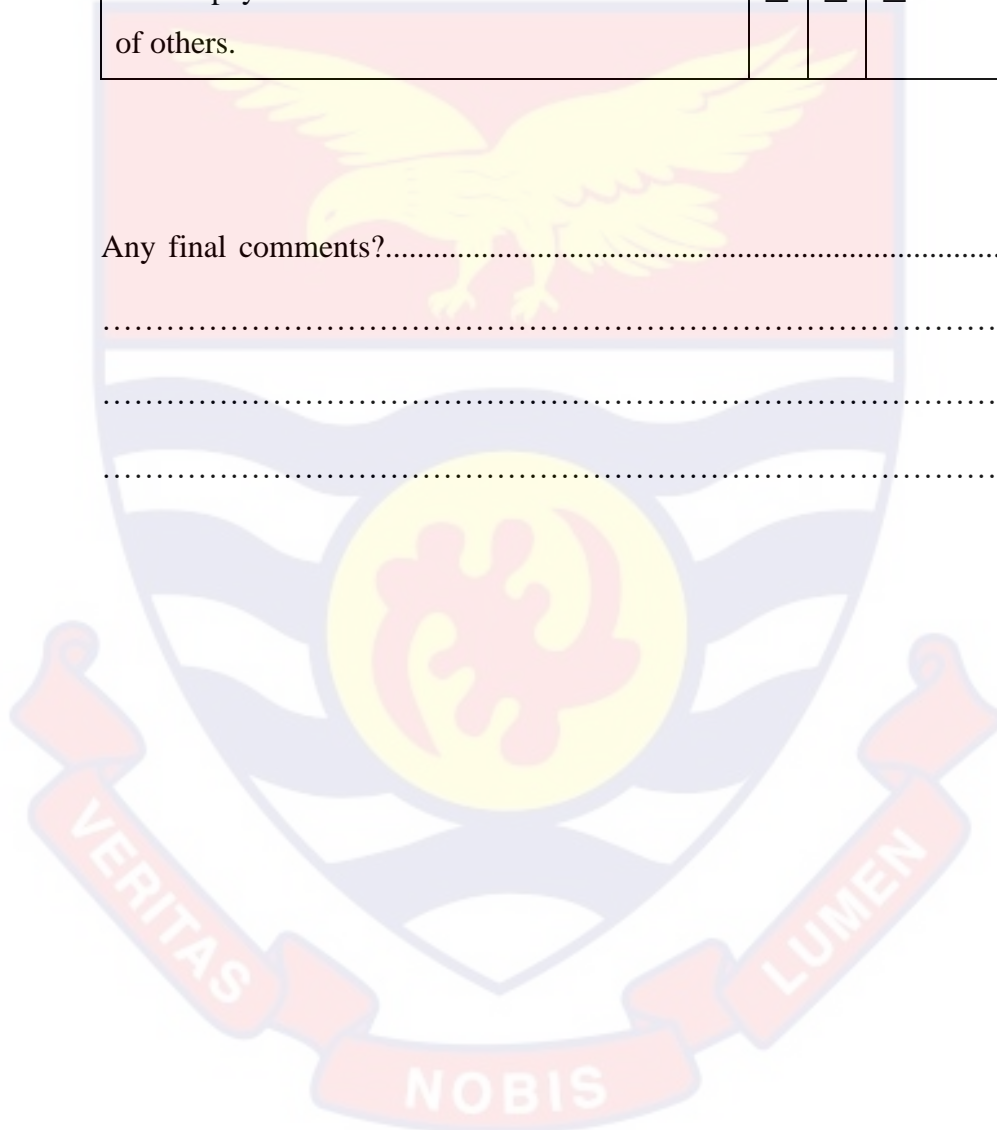 of others.
Any final comments?.............................................................................
……………………………………………………………………………………
……………………………………………………………………………………
……………………………………………………………………………………
VERITAS
NOBIS
LUMEN